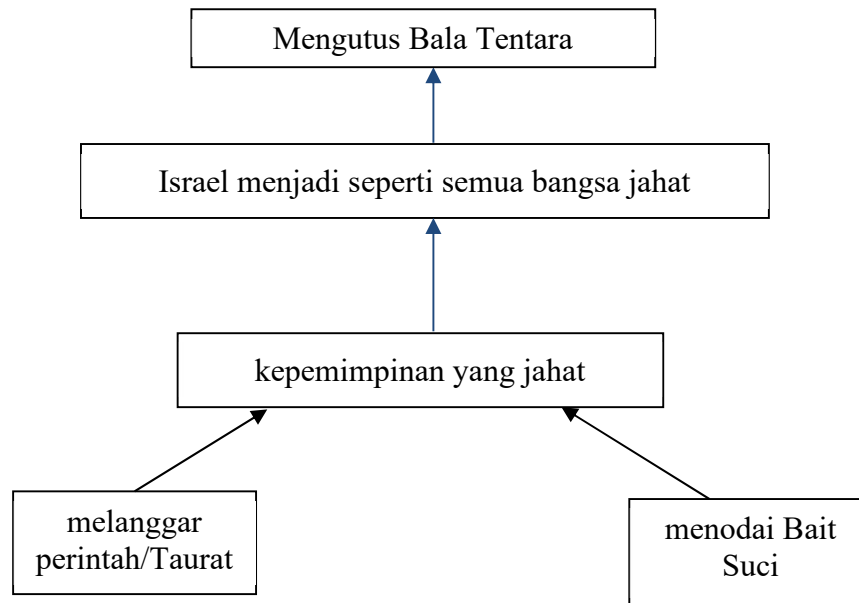 Mengutus Bala Tentara
Israel menjadi seperti semua bangsa jahat
kepemimpinan yang jahat
melanggar
perintah/Taurat
menodai Bait
Suci